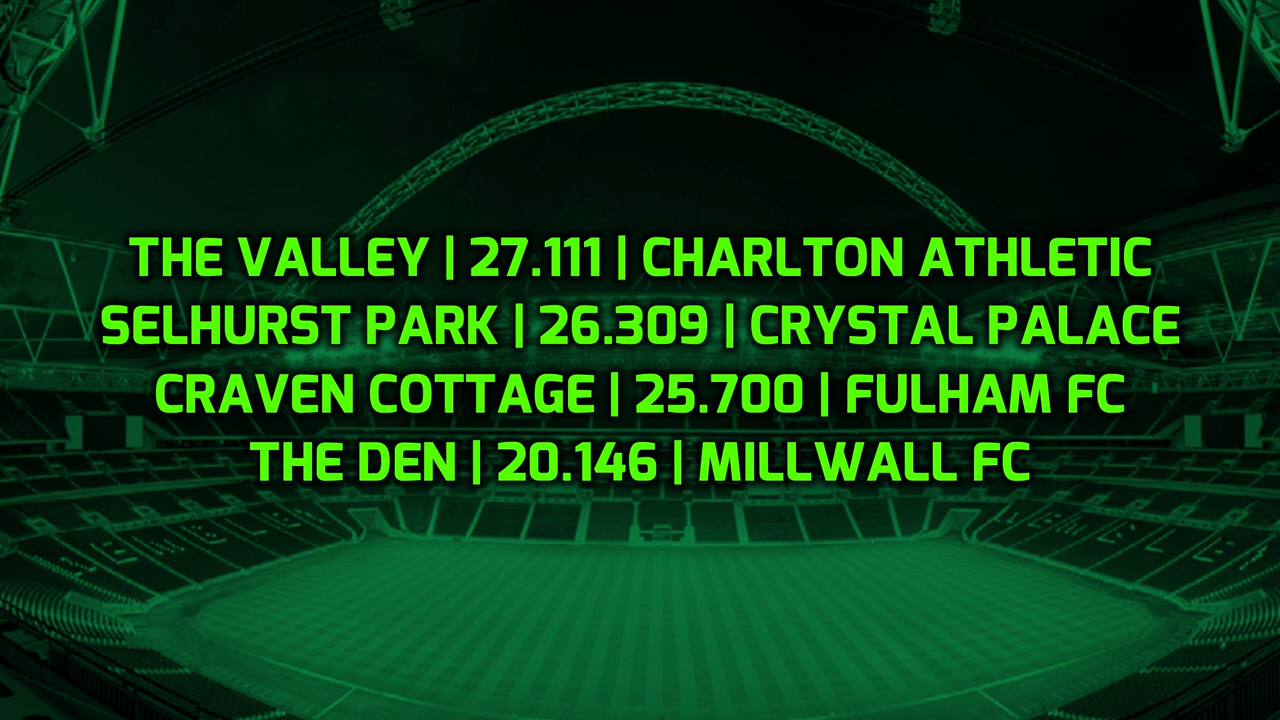 THE VALLEY | 27.111 | CHARLTON ATHLETIC
SELHURST PARK | 26.309 | CRYSTAL PALACE
CRAVEN COTTAGE | 25.700 | FULHAM FC
THE DEN | 20.146 | MILLWALL FC